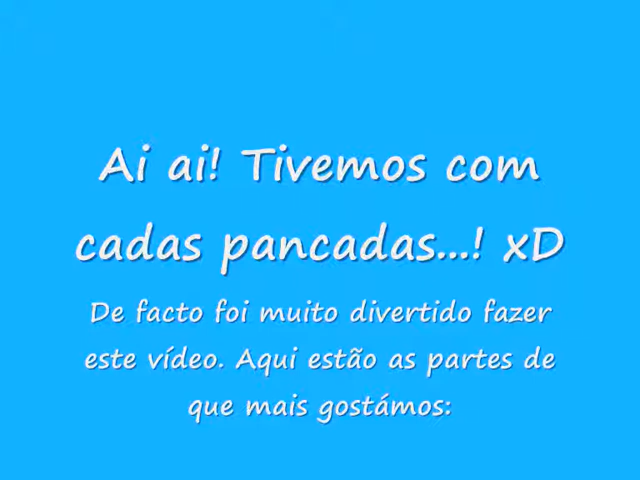 Ai ai! Tivemos com
cadas pancadas...! xD
De facto foi muito divertido fazer
este vídeo. Aqui estão as partes de
que mais gostámos: